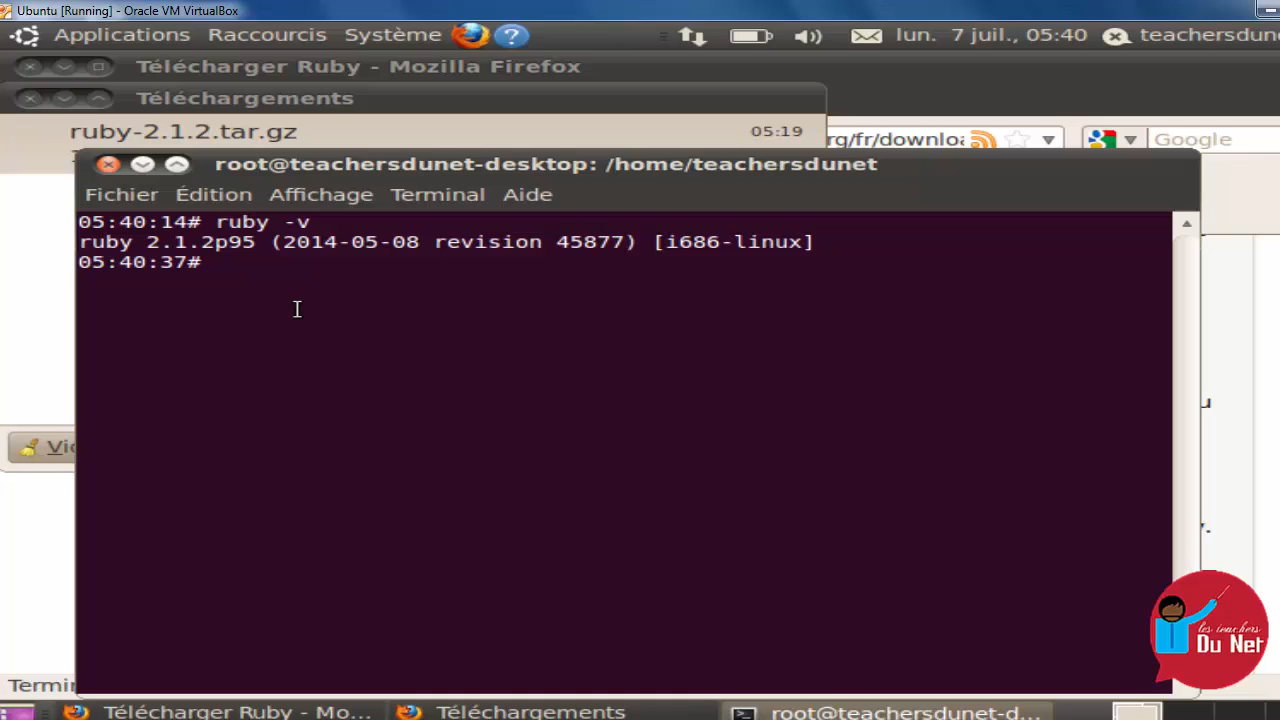 Ubuntu [Running] - Oracle VM VirtualBox
Applications Raccourcis Système lun. 7 juil., 05:40
Télécharger Ruby - Mozilla Firefox
Téléchargements
ruby-2.1.2.tar.gz 05:19
rg/fr/downloa Google
root@teachersdunet-desktop: /home/teachersdunet
Fichier Édition Affichage Terminal Aide
05:40:14# ruby -v
ruby 2.1.2p95 (2014-05-08 revision 45877) [i686-linux]
05:40:37#
les teachers
Du Net
Télécharger Ruby - Mo... Téléchargements root@teachersdunet-d...